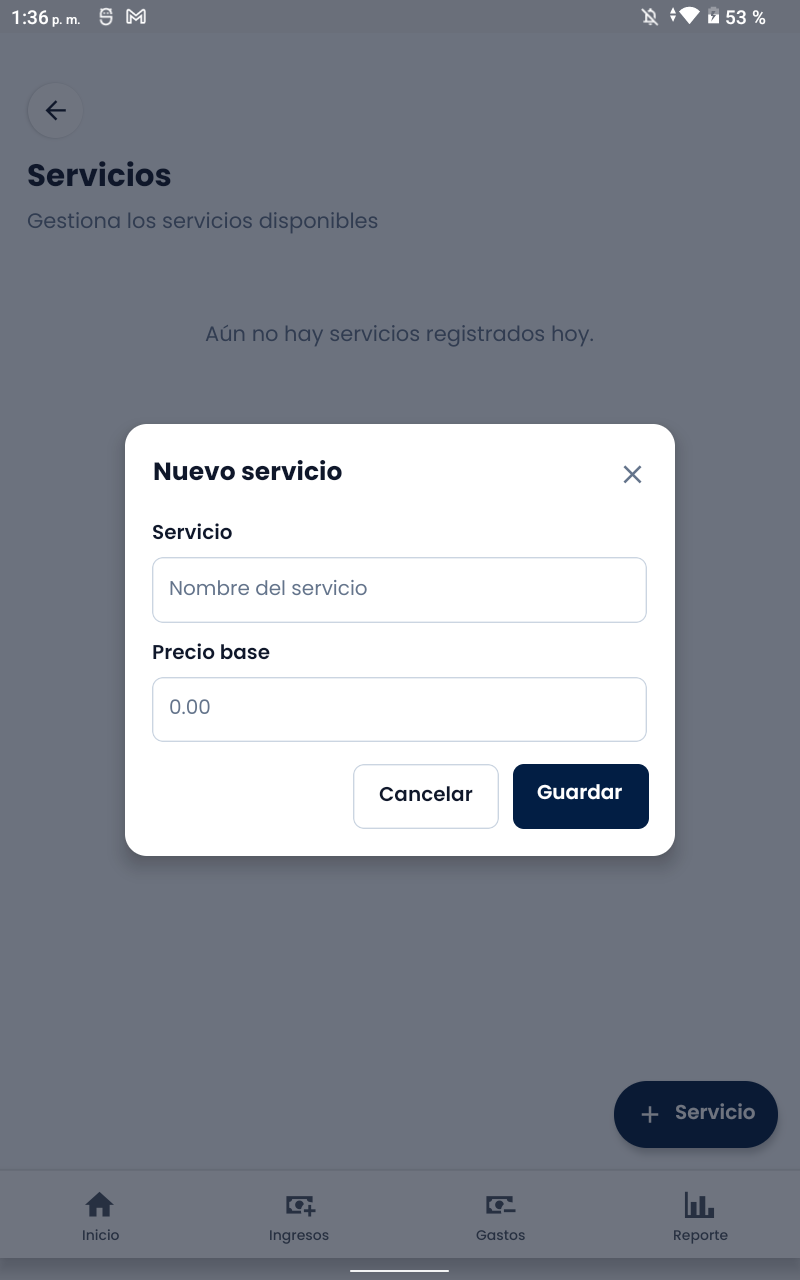 1:36 p. m. 53 %
Servicios
Gestiona los servicios disponibles
Aún no hay servicios registrados hoy.
Nuevo servicio
Servicio
Nombre del servicio
Precio base
0.00
Cancelar Guardar
+ Servicio
Inicio Ingresos Gastos Reporte